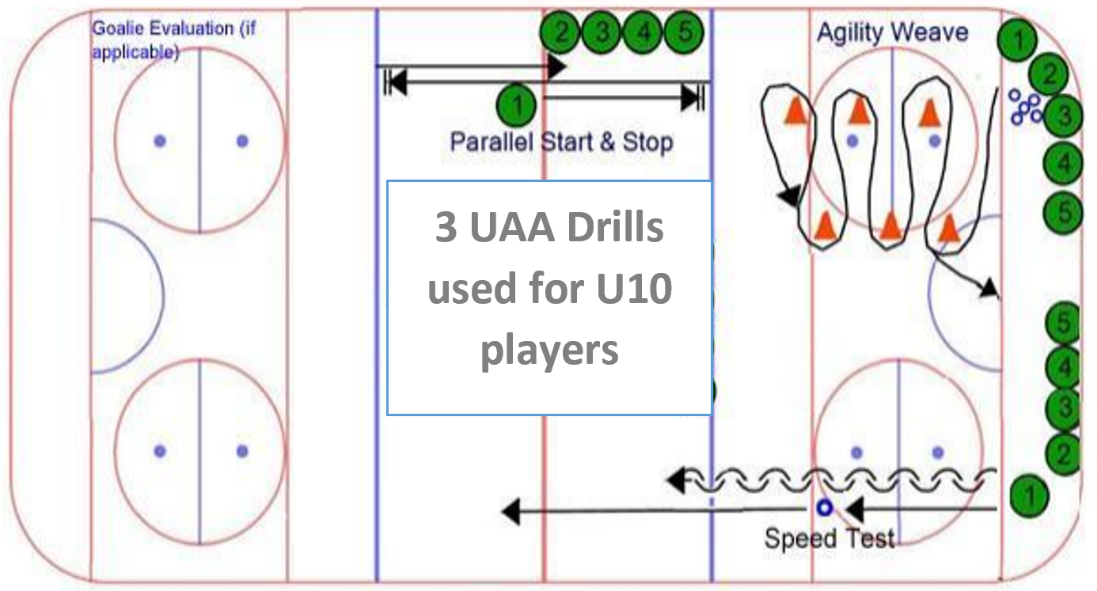 Goalie Evaluation (if
applicable)
2 3 4 5
Agility Weave
1
2
3
4
5
1
Parallel Start & Stop
3 UAA Drills
used for U10
players
5
4
3
2
1
Speed Test